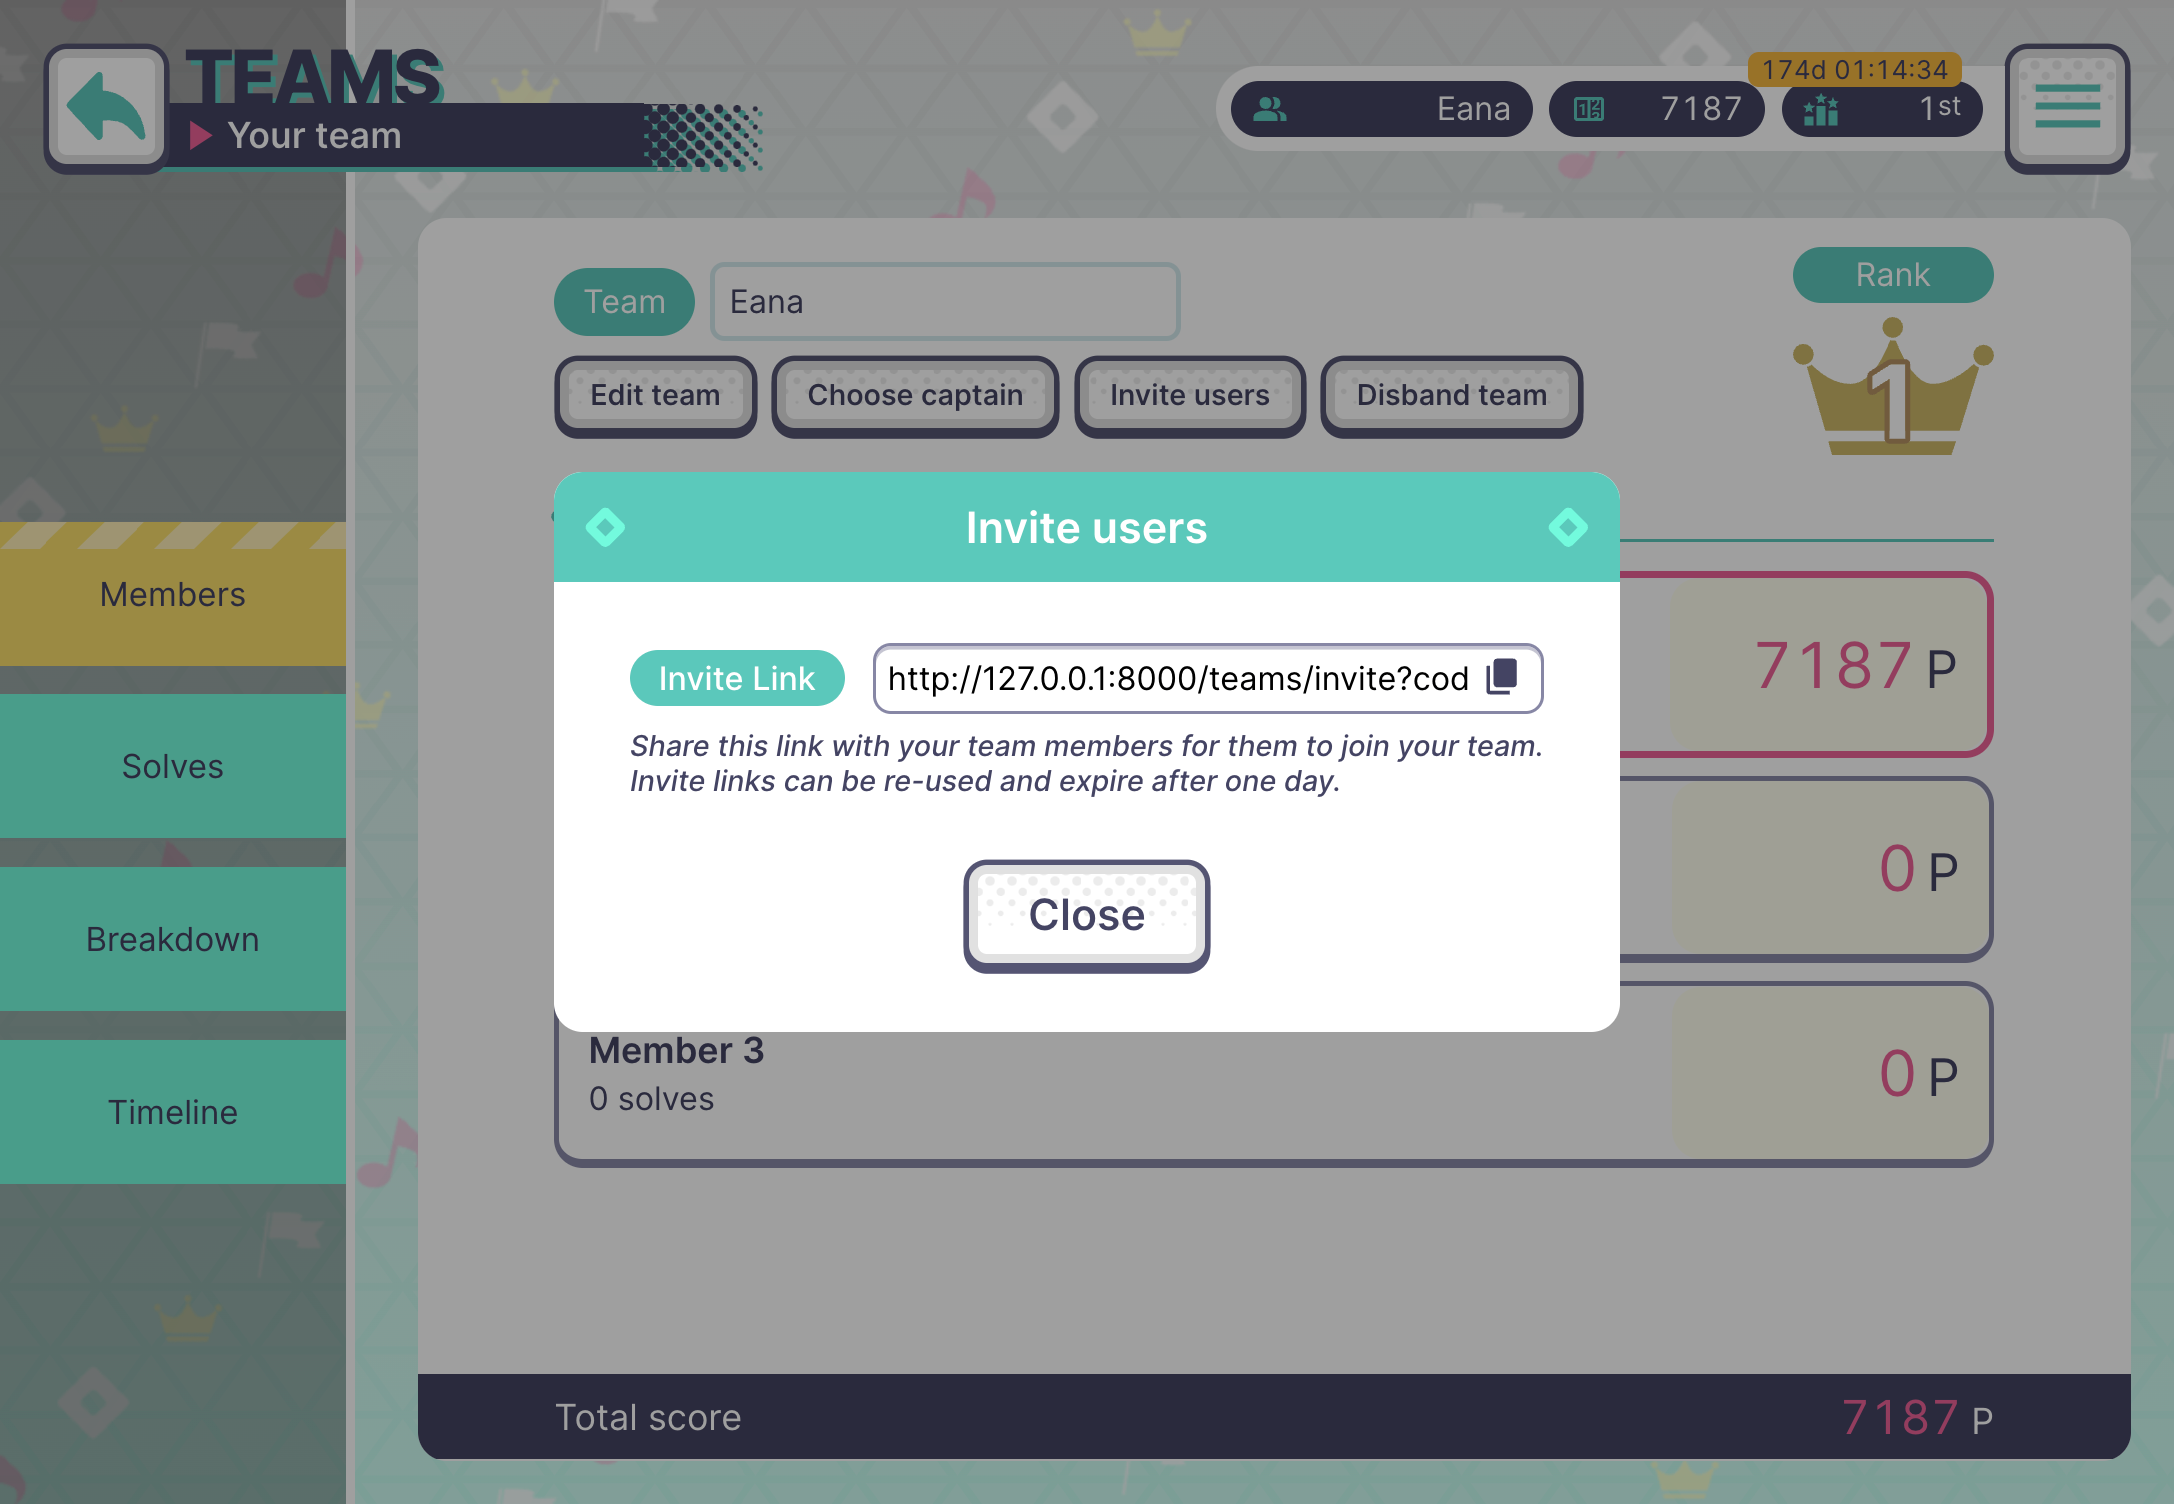 TEAMS
Your team
Eana
7187
174d 01:14:34
1st
Team
Eana
Rank
1
Edit team
Choose captain
Invite users
Disband team
Invite users
Members
Invite Link
http://127.0.0.1:8000/teams/invite?cod
Share this link with your team members for them to join your team.
Invite links can be re-used and expire after one day.
7187 P
Solves
Close
0 P
Breakdown
Member 3
0 solves
0 P
Timeline
Total score
7187 P